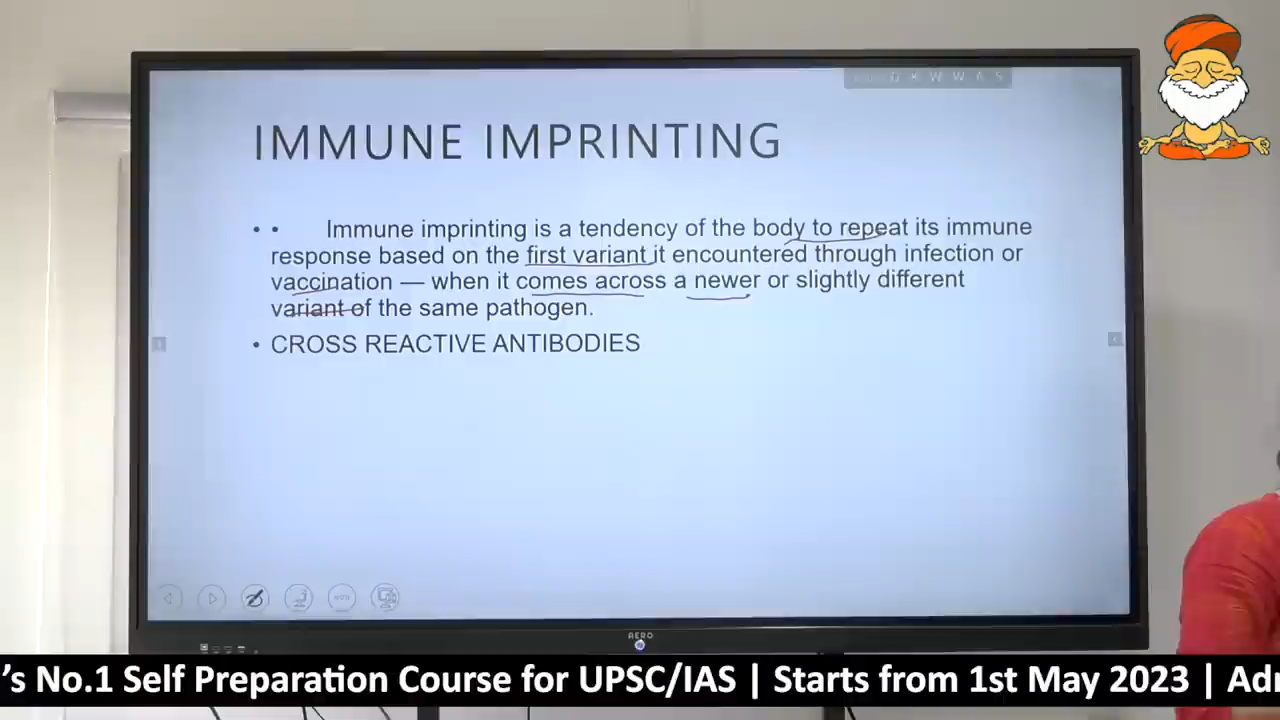 IMMUNE IMPRINTING
• • Immune imprinting is a tendency of the body to repeat its immune
response based on the first variant it encountered through infection or
vaccination — when it comes across a newer or slightly different
variant of the same pathogen.
• CROSS REACTIVE ANTIBODIES
AERO
's No.1 Self Preparation Course for UPSC/IAS | Starts from 1st May 2023 |